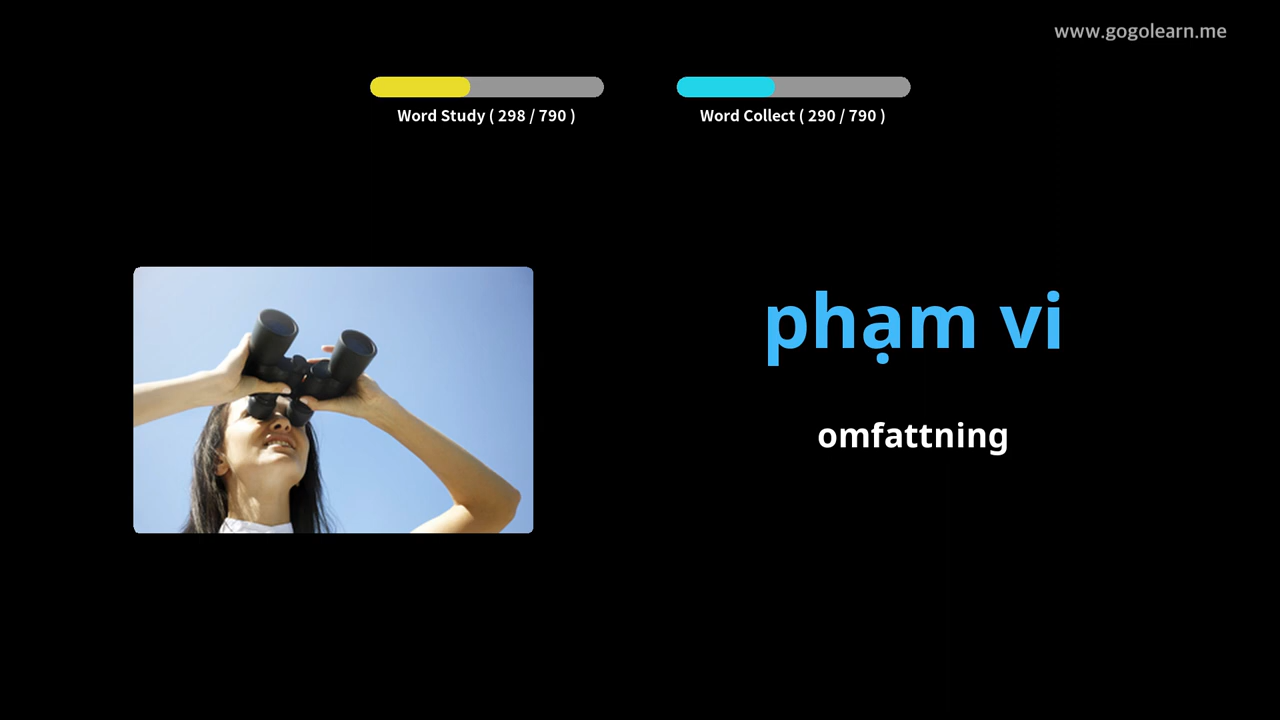 www.gogolearn.me
Word Study ( 298 / 790 )
Word Collect ( 290 / 790 )
phạm vi
omfattning